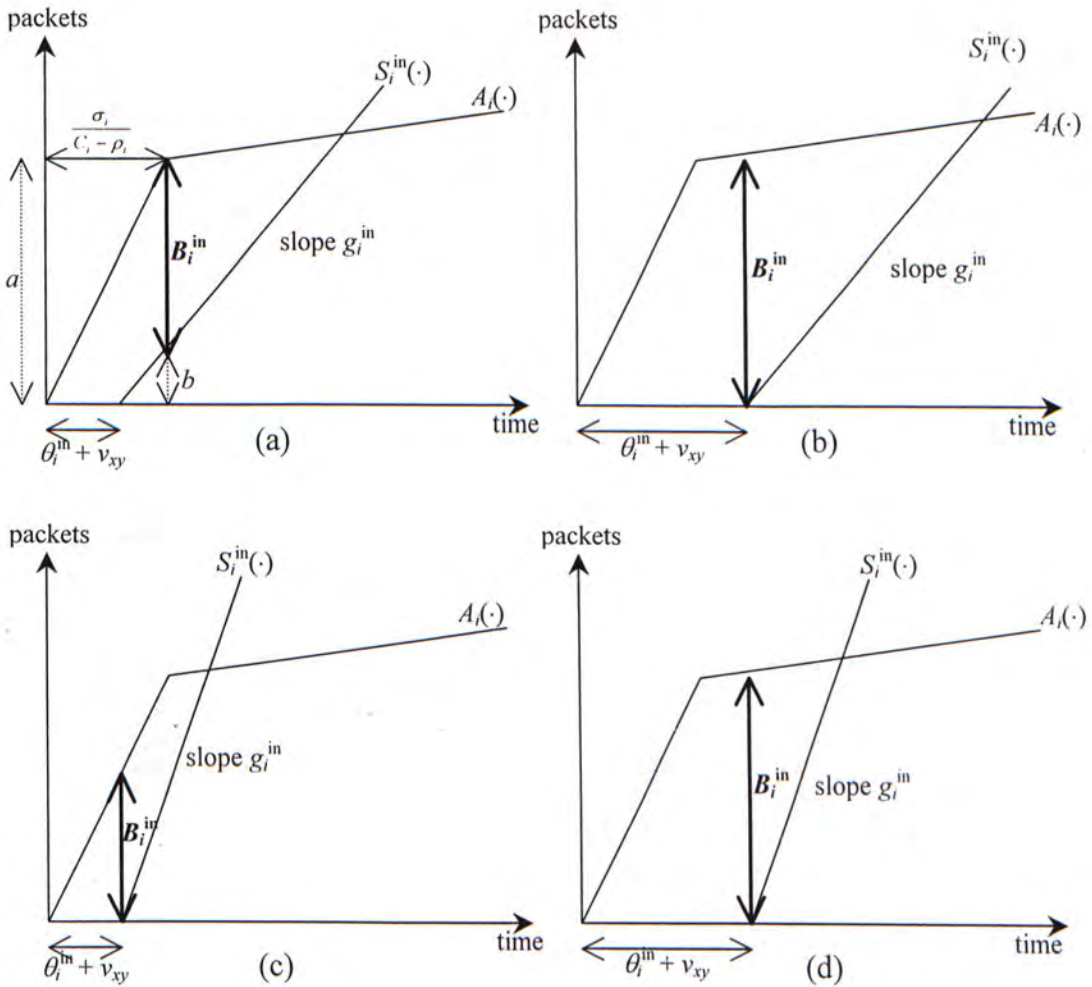 packets
S_i^in(·)
A_i(·)
σ_i / (C_i − ρ_i)
B_i^in
slope g_i^in
a
b
time
θ_i^in + v_xy
(a)
packets
S_i^in(·)
A_i(·)
B_i^in
slope g_i^in
time
θ_i^in + v_xy
(b)
packets
S_i^in(·)
A_i(·)
slope g_i^in
B_i^in
time
θ_i^in + v_xy
(c)
packets
S_i^in(·)
A_i(·)
B_i^in
slope g_i^in
time
θ_i^in + v_xy
(d)